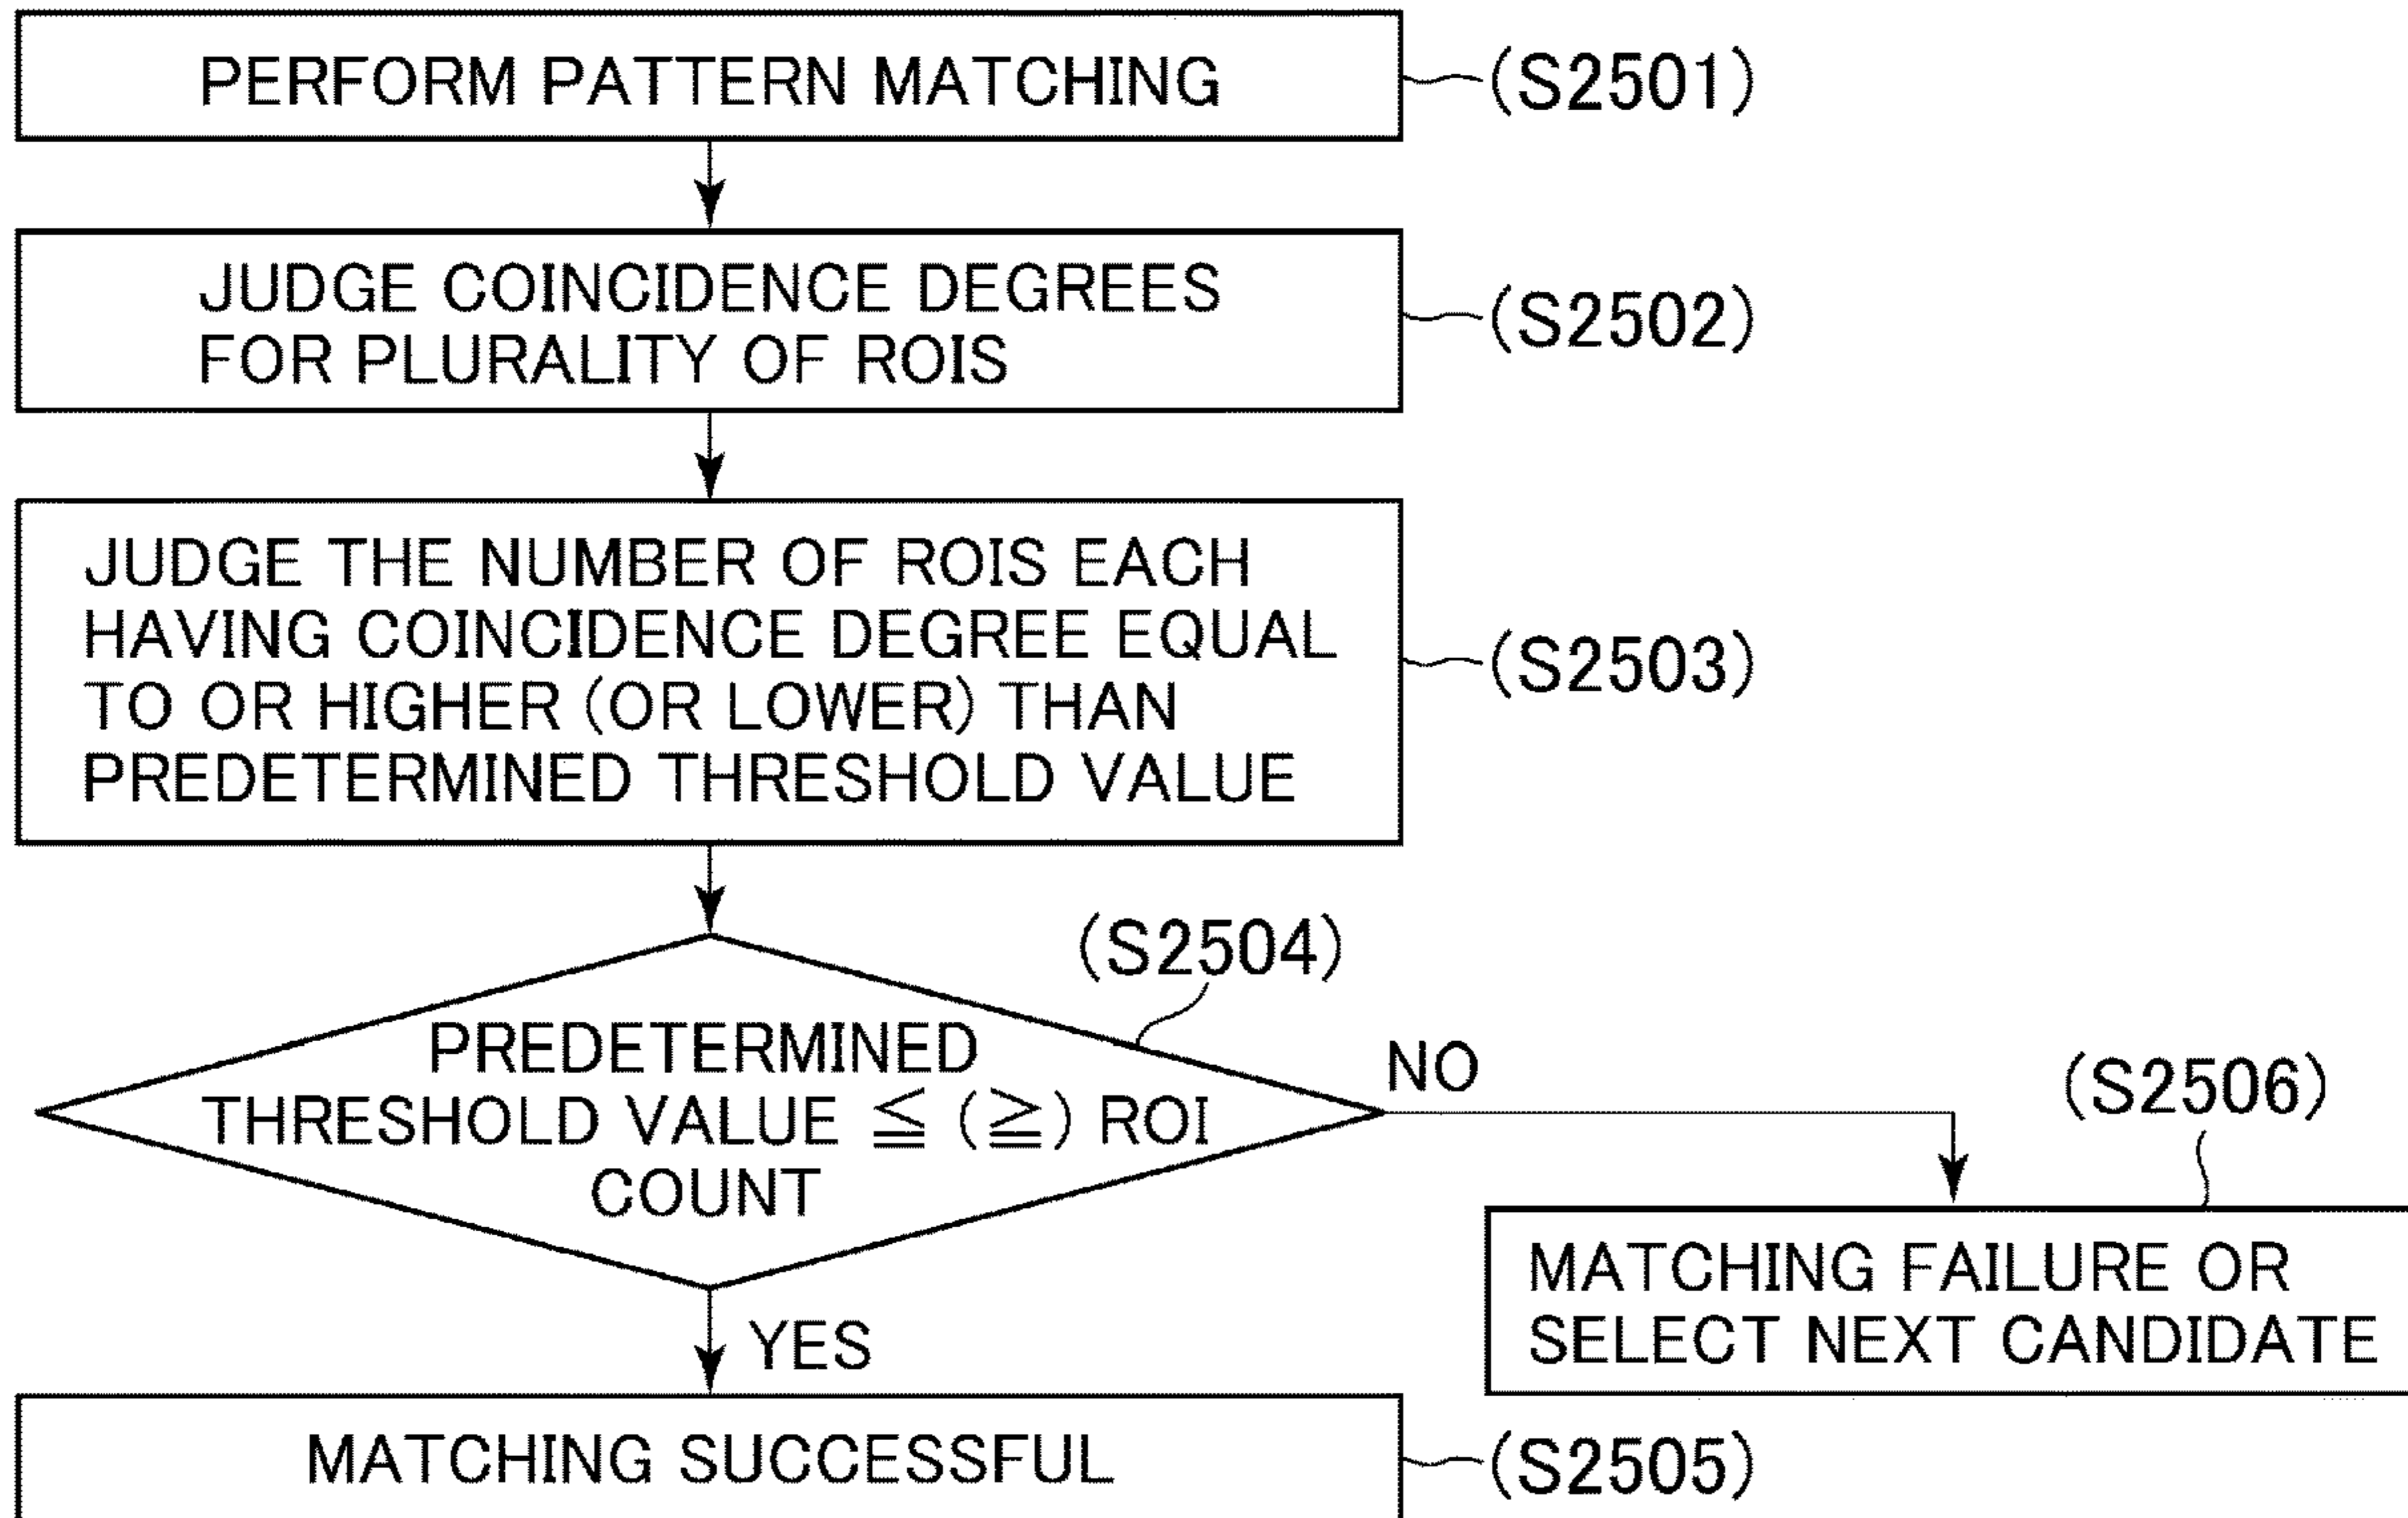 PERFORM PATTERN MATCHING
(S2501)
JUDGE COINCIDENCE DEGREES
FOR PLURALITY OF ROIS
(S2502)
JUDGE THE NUMBER OF ROIS EACH
HAVING COINCIDENCE DEGREE EQUAL
TO OR HIGHER (OR LOWER) THAN
PREDETERMINED THRESHOLD VALUE
(S2503)
(S2504)
PREDETERMINED
THRESHOLD VALUE ≦ (≧) ROI
COUNT
NO
(S2506)
MATCHING FAILURE OR
SELECT NEXT CANDIDATE
YES
MATCHING SUCCESSFUL
(S2505)